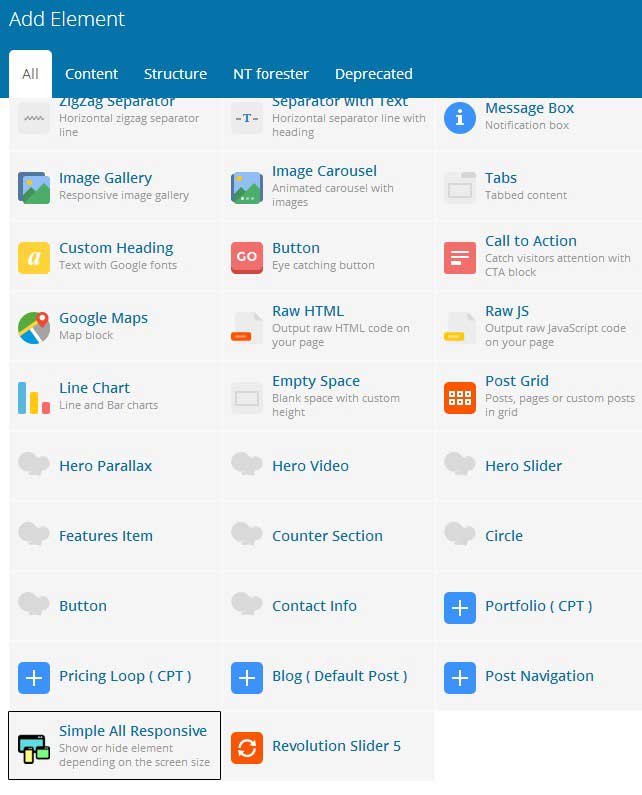 Add Element
All Content Structure NT forester Deprecated
ZigZag Separator
Horizontal zigzag separator
line
Separator with Text
Horizontal separator line with
heading
Message Box
Notification box
Image Gallery
Responsive image gallery
Image Carousel
Animated carousel with
images
Tabs
Tabbed content
Custom Heading
Text with Google fonts
GO
Button
Eye catching button
Call to Action
Catch visitors attention with
CTA block
Google Maps
Map block
Raw HTML
Output raw HTML code on
your page
Raw JS
Output raw JavaScript code
on your page
Line Chart
Line and Bar charts
Empty Space
Blank space with custom
height
Post Grid
Posts, pages or custom posts
in grid
Hero Parallax
Hero Video
Hero Slider
Features Item
Counter Section
Circle
Button
Contact Info
Portfolio ( CPT )
Pricing Loop ( CPT )
Blog ( Default Post )
Post Navigation
Simple All Responsive
Show or hide element
depending on the screen size
Revolution Slider 5